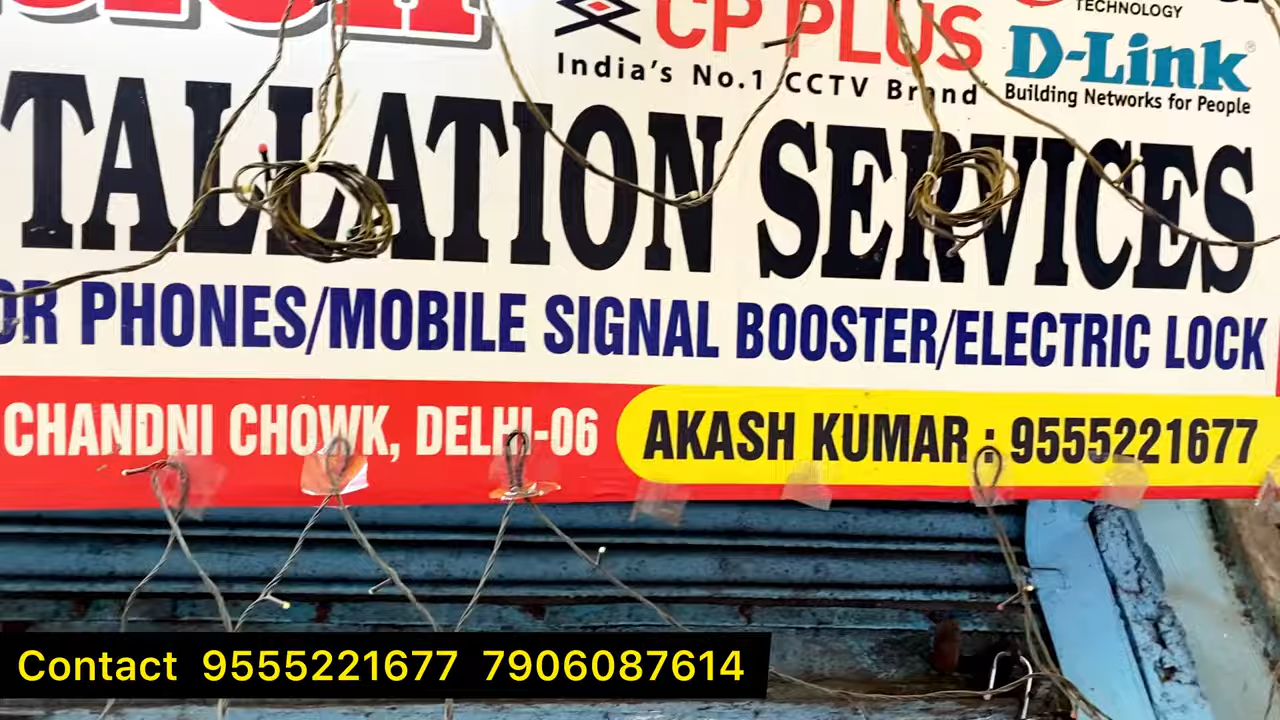 CP PLUS
India's No.1 CCTV Brand
TECHNOLOGY
D-Link
Building Networks for People
TALLATION SERVICES
OR PHONES/MOBILE SIGNAL BOOSTER/ELECTRIC LOCK
CHANDNI CHOWK, DELHI-06
AKASH KUMAR : 9555221677
Contact 9555221677 7906087614